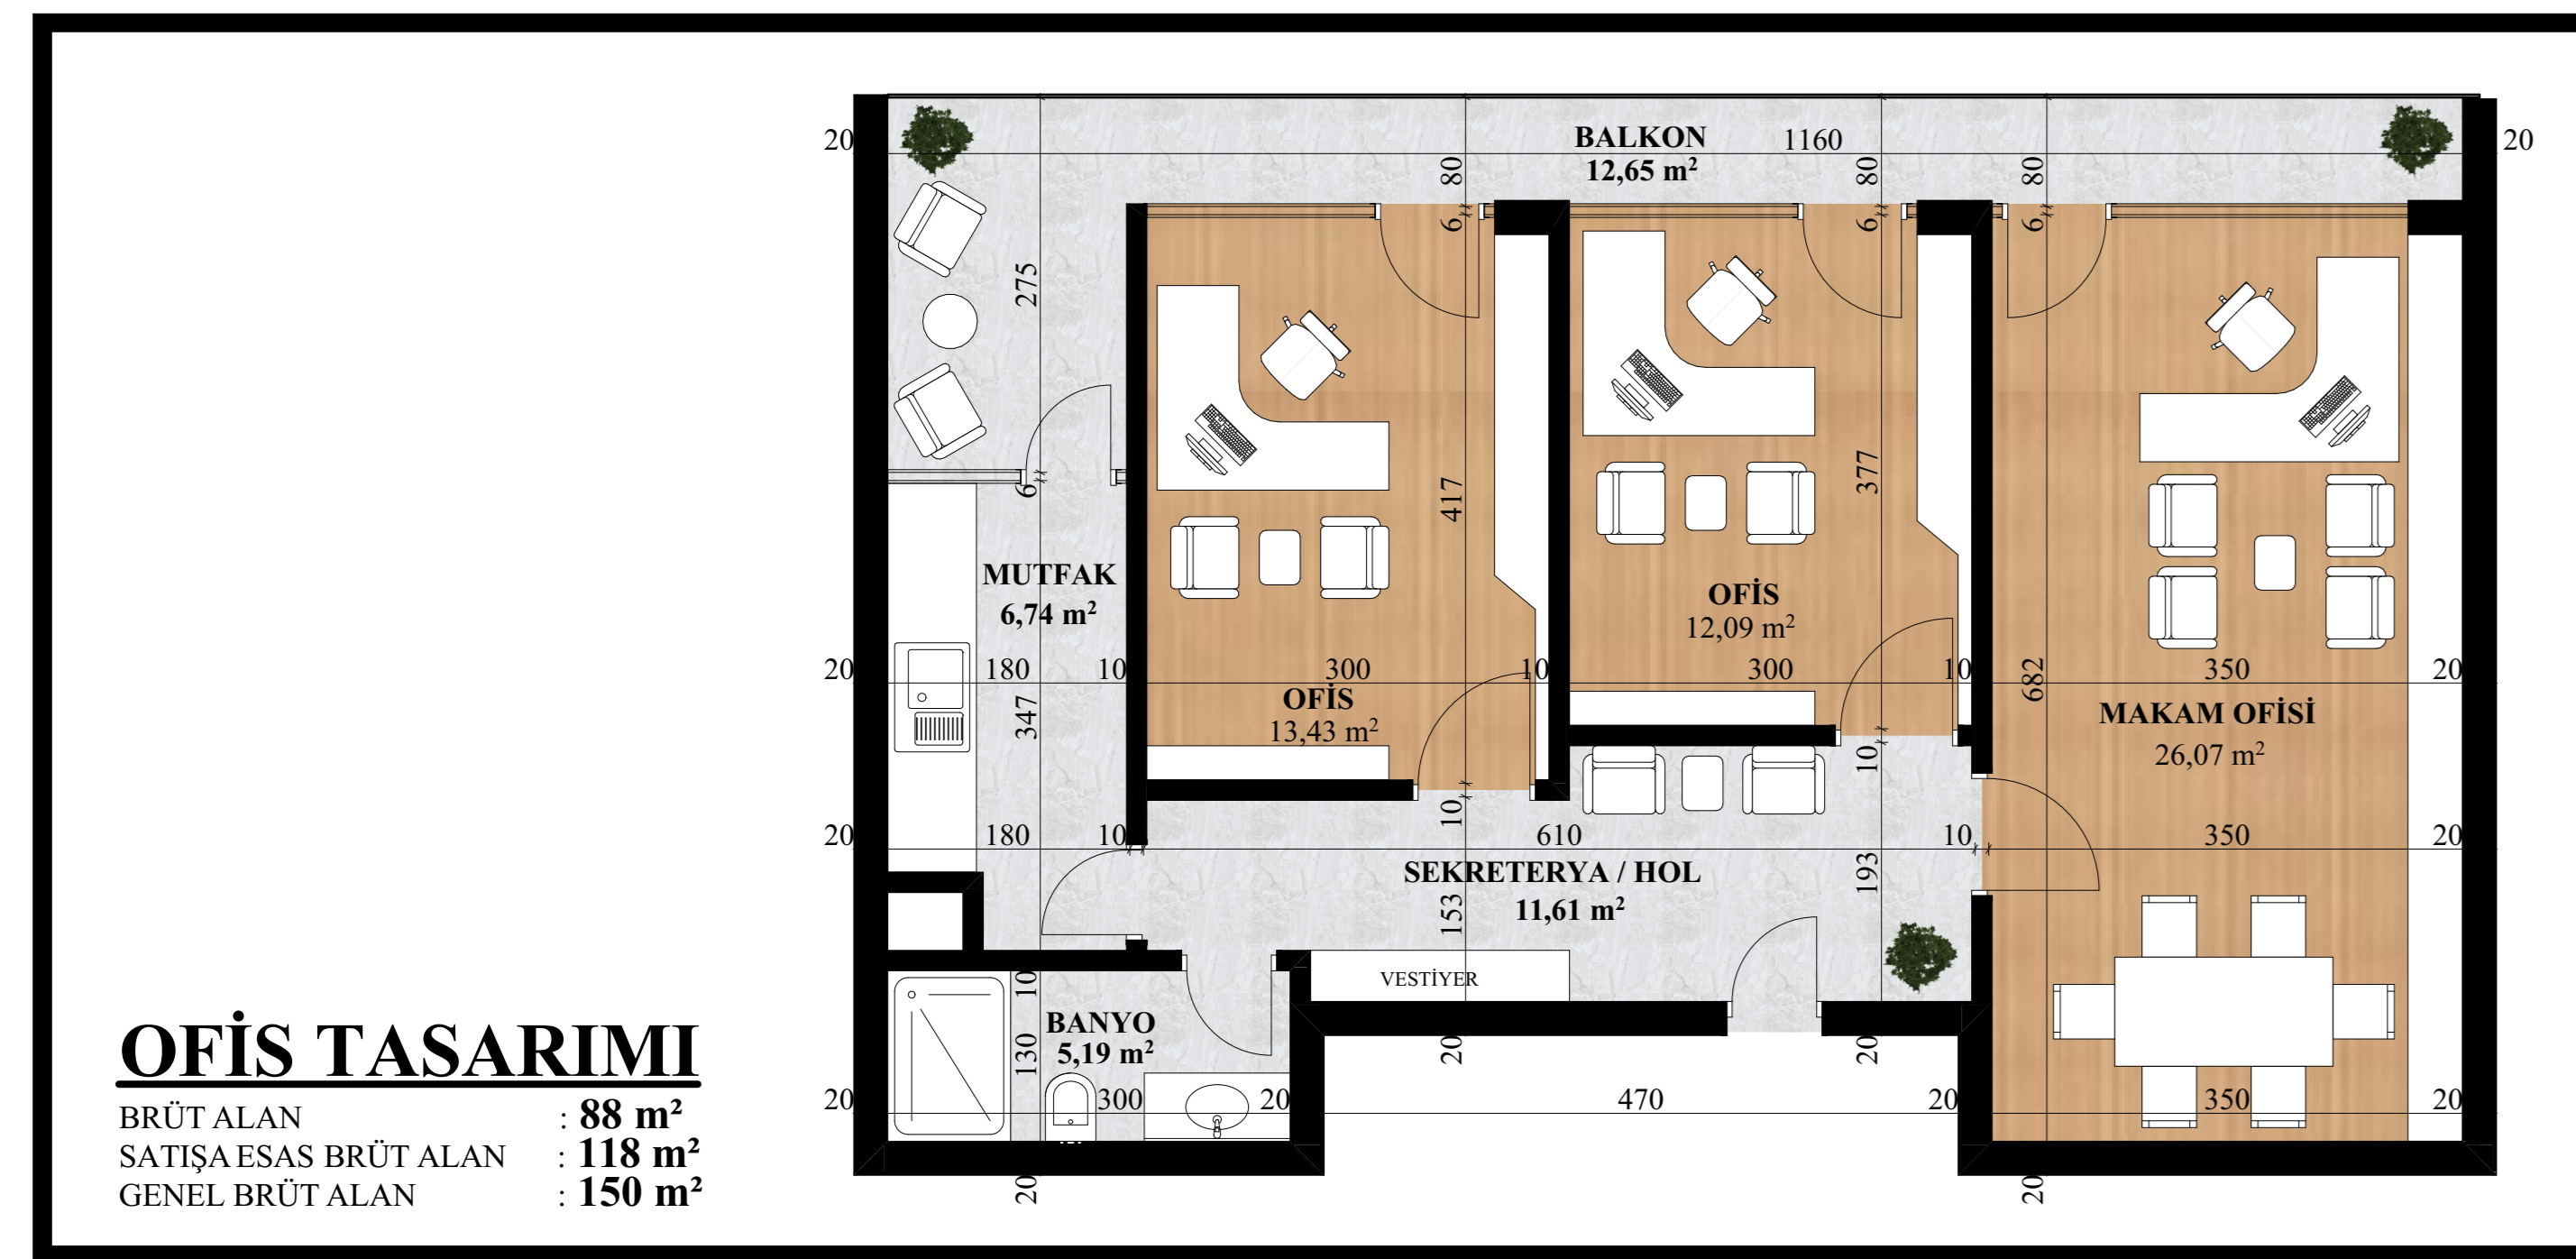 20
BALKON 1160
12,65 m²
20
80
80
80
6
6
6
275
6
417
377
MUTFAK
6,74 m²
OFİS
12,09 m²
20 180 10 300 10 300 10 682 350 20
OFİS
13,43 m²
347
MAKAM OFİSİ
26,07 m²
10
10
20 180 10 610 10 350 20
SEKRETERYA / HOL
11,61 m²
153
193
VESTİYER
10
BANYO
5,19 m²
130
20
20
20 300 20 470 20 350 20
20
20
OFİS TASARIMI
BRÜT ALAN : 88 m²
SATIŞA ESAS BRÜT ALAN : 118 m²
GENEL BRÜT ALAN : 150 m²